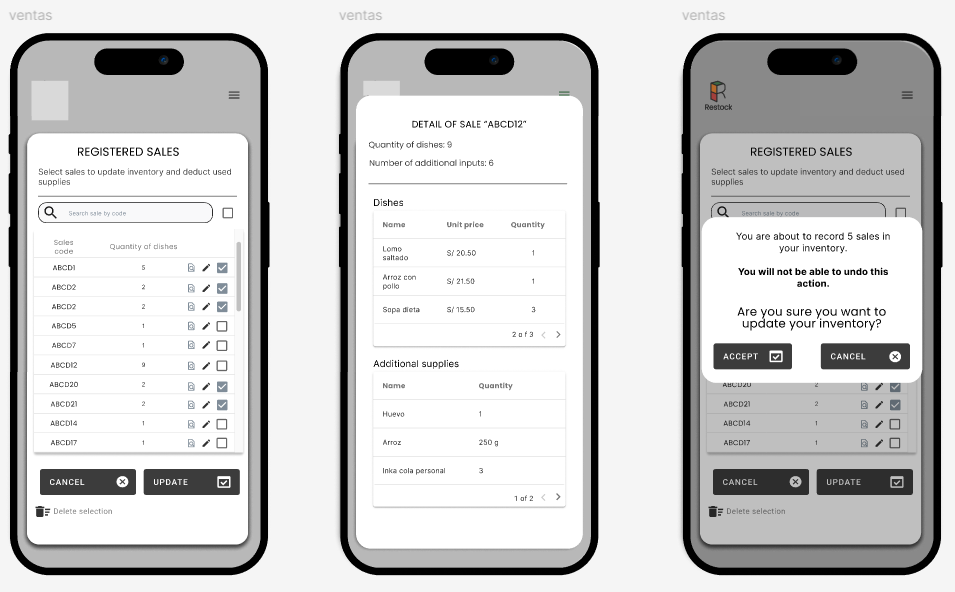 ventas
REGISTERED SALES
Select sales to update inventory and deduct used
supplies
Search sale by code
Sales
code
Quantity of dishes
ABCD1 5
ABCD2 2
ABCD2 2
ABCD5 1
ABCD7 1
ABCD12 9
ABCD20 2
ABCD21 2
ABCD14 1
ABCD17 1
CANCEL UPDATE
Delete selection
ventas
DETAIL OF SALE “ABCD12”
Quantity of dishes: 9
Number of additional inputs: 6
Dishes
Name Unit price Quantity
Lomo
saltado
S/ 20.50 1
Arroz con
pollo
S/ 21.50 1
Sopa dieta S/ 15.50 3
2 of 3
Additional supplies
Name Quantity
Huevo 1
Arroz 250 g
Inka cola personal 3
1 of 2
ventas
Restock
REGISTERED SALES
Select sales to update inventory and deduct used
supplies
Search sale by code
You are about to record 5 sales in
your inventory.
You will not be able to undo this
action.
Are you sure you want to
update your inventory?
ACCEPT CANCEL
ABCD20 2
ABCD21 2
ABCD14 1
ABCD17 1
CANCEL UPDATE
Delete selection